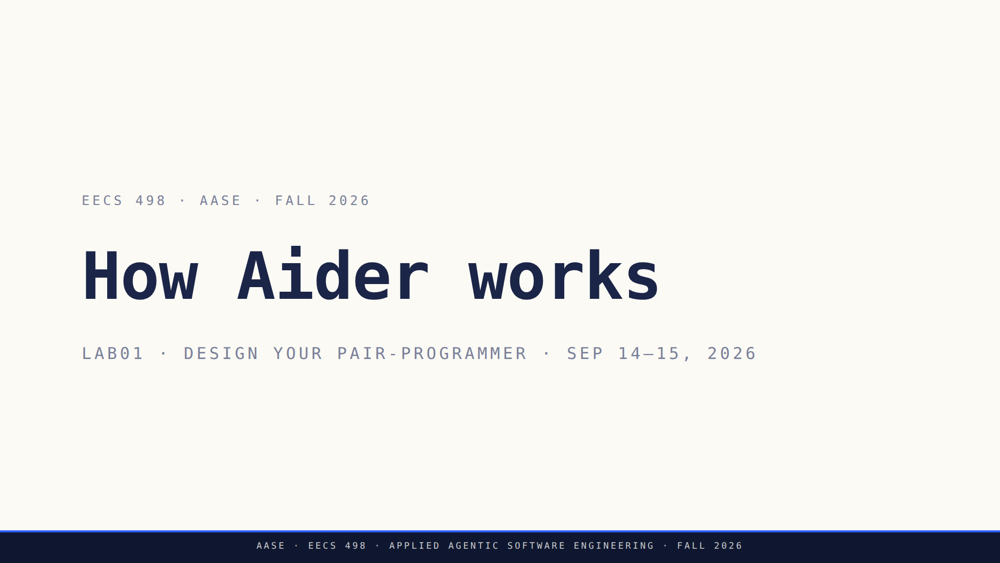 EECS 498 · AASE · FALL 2026
How Aider works
LAB01 · DESIGN YOUR PAIR-PROGRAMMER · SEP 14–15, 2026
AASE · EECS 498 · APPLIED AGENTIC SOFTWARE ENGINEERING · FALL 2026